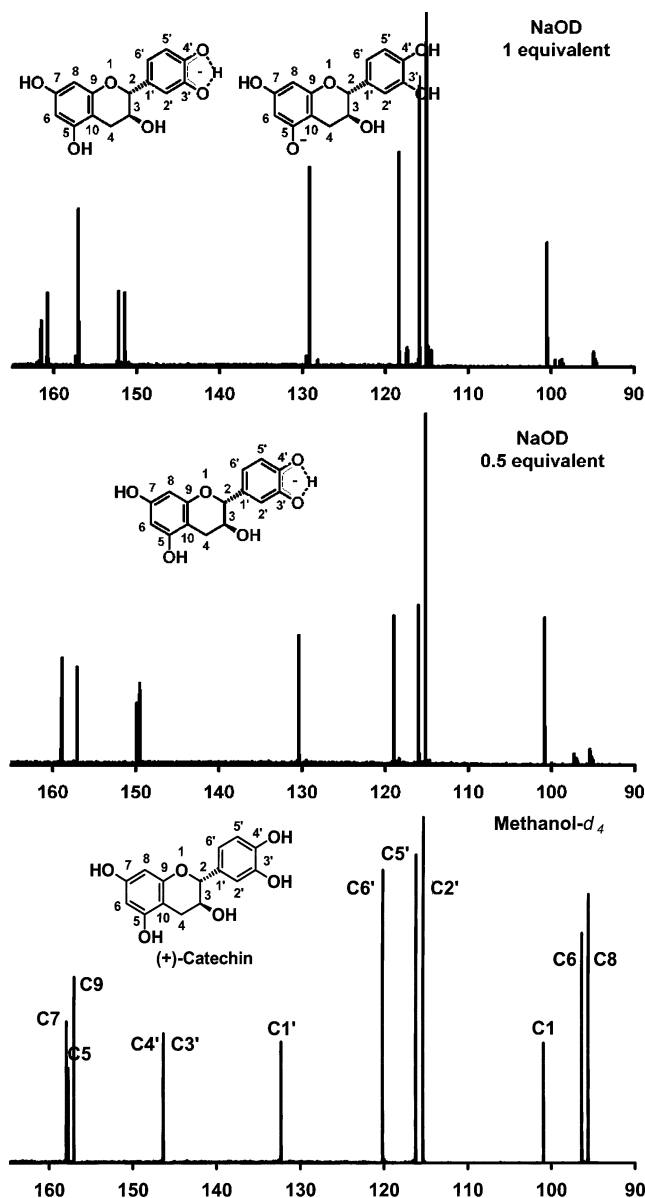 NaOD
1 equivalent
HO 7 8 9 O 1 2 3 4 10 5 6 OH OH 1' 2' 3' 4' 5' 6' O O H -
HO 7 8 9 O 1 2 3 4 10 5 6 O − OH 1' 2' 3' 4' 5' 6' OH OH
160 150 140 130 120 110 100 90
NaOD
0.5 equivalent
HO 7 8 9 O 1 2 3 4 10 5 6 OH OH 1' 2' 3' 4' 5' 6' O O H -
160 150 140 130 120 110 100 90
Methanol-d4
HO 7 8 9 O 1 2 3 4 10 5 6 OH OH 1' 2' 3' 4' 5' 6' OH OH
(+)-Catechin
C7 C9
C5
C4' C3'
C1'
C6' C5' C2'
C1
C6 C8
160 150 140 130 120 110 100 90